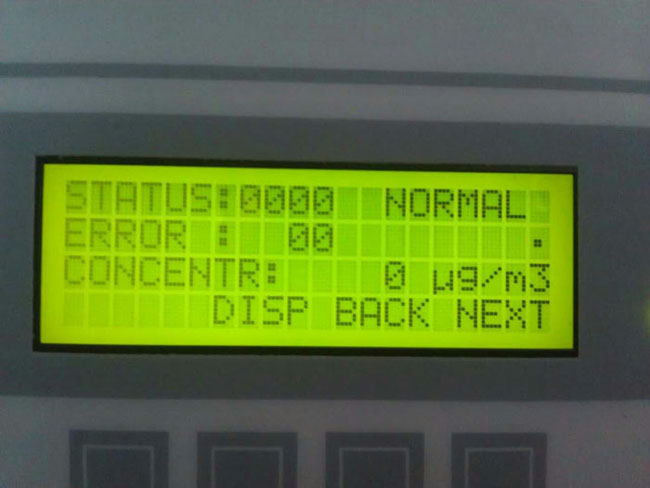 STATUS:0000 NORMAL
ERROR : 00 .
CONCENTR: 0 µg/m3
DISP BACK NEXT